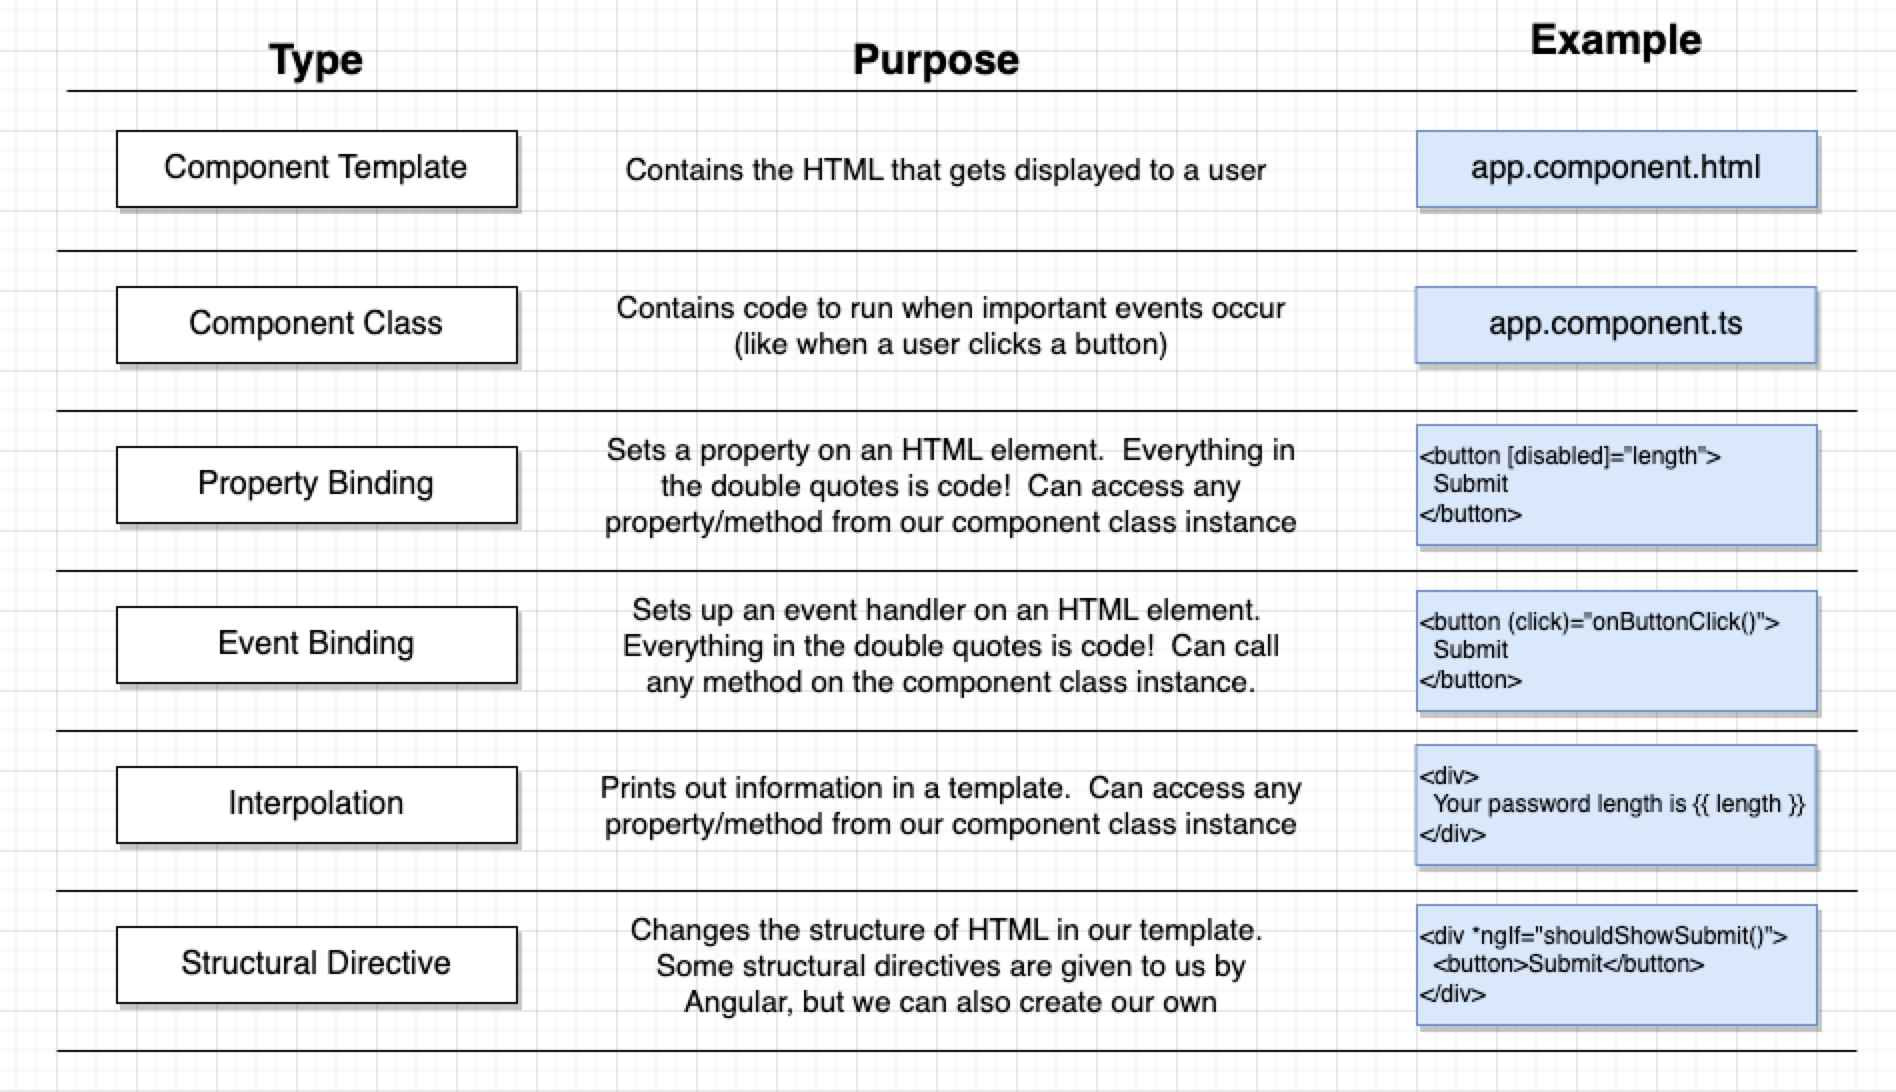 Type
Purpose
Example
Component Template
Contains the HTML that gets displayed to a user
app.component.html
Component Class
Contains code to run when important events occur
(like when a user clicks a button)
app.component.ts
Property Binding
Sets a property on an HTML element.  Everything in
the double quotes is code!  Can access any
property/method from our component class instance
<button [disabled]="length">
  Submit
</button>
Event Binding
Sets up an event handler on an HTML element.
Everything in the double quotes is code!  Can call
any method on the component class instance.
<button (click)="onButtonClick()">
  Submit
</button>
Interpolation
Prints out information in a template.  Can access any
property/method from our component class instance
<div>
  Your password length is {{ length }}
</div>
Structural Directive
Changes the structure of HTML in our template.
Some structural directives are given to us by
Angular, but we can also create our own
<div *ngIf="shouldShowSubmit()">
  <button>Submit</button>
</div>